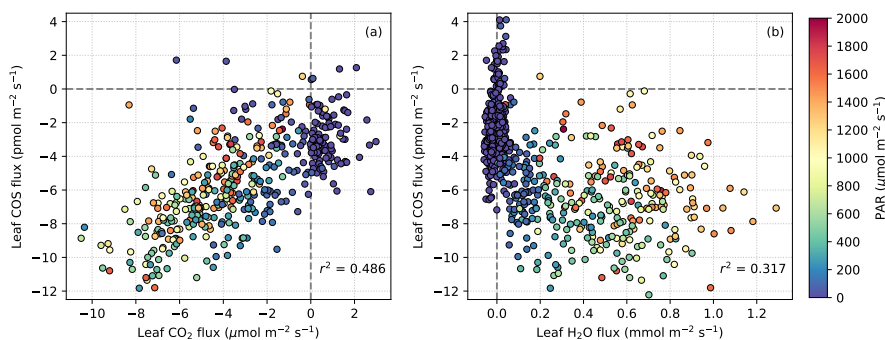 (a)
4
2
0
−2
−4
−6
−8
−10
−12
Leaf COS flux (pmol m⁻² s⁻¹)
r² = 0.486
−10 −8 −6 −4 −2 0 2
Leaf CO₂ flux (μmol m⁻² s⁻¹)
(b)
4
2
0
−2
−4
−6
−8
−10
−12
Leaf COS flux (pmol m⁻² s⁻¹)
r² = 0.317
0.0 0.2 0.4 0.6 0.8 1.0 1.2
Leaf H₂O flux (mmol m⁻² s⁻¹)
2000
1800
1600
1400
1200
1000
800
600
400
200
0
PAR (μmol m⁻² s⁻¹)